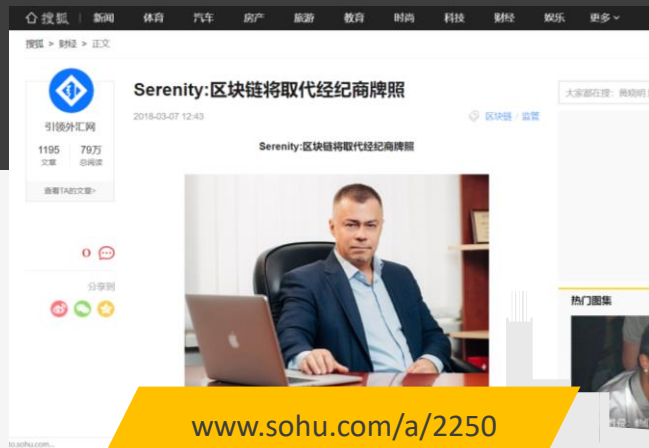 搜狐 新闻 体育 汽车 房产 旅游 教育 时尚 科技 财经 娱乐 更多
搜狐 > 财经 > 正文
Serenity:区块链将取代经纪商牌照
大家都在搜：
2018-03-07 12:43
区块链 / 监管
引领外汇网
1195 79万
文章 总阅读
查看TA的文章>
Serenity:区块链将取代经纪商牌照
0
分享到
热门图集
www.sohu.com/a/2250